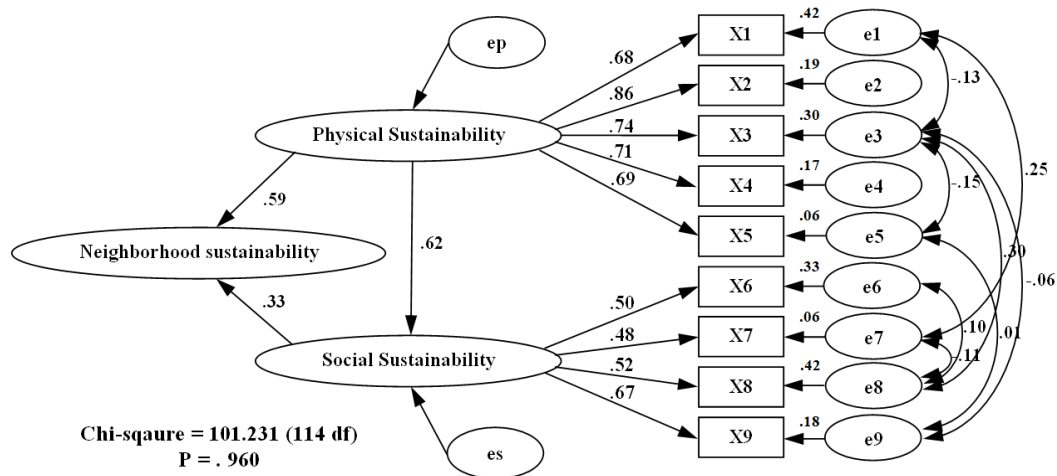 ep
.68
X1
.42
e1
.86
X2
.19
e2
-.13
Physical Sustainability
.74
X3
.30
e3
.71
X4
.17
e4
.69
-.15
.25
X5
.06
e5
.59
.62
Neighborhood sustainability
.30
-.06
.50
X6
.33
e6
.33
.48
X7
.06
e7
.10
.01
-.11
Social Sustainability
.52
X8
.42
e8
.67
X9
.18
e9
es
Chi-sqaure = 101.231 (114 df)
P = . 960